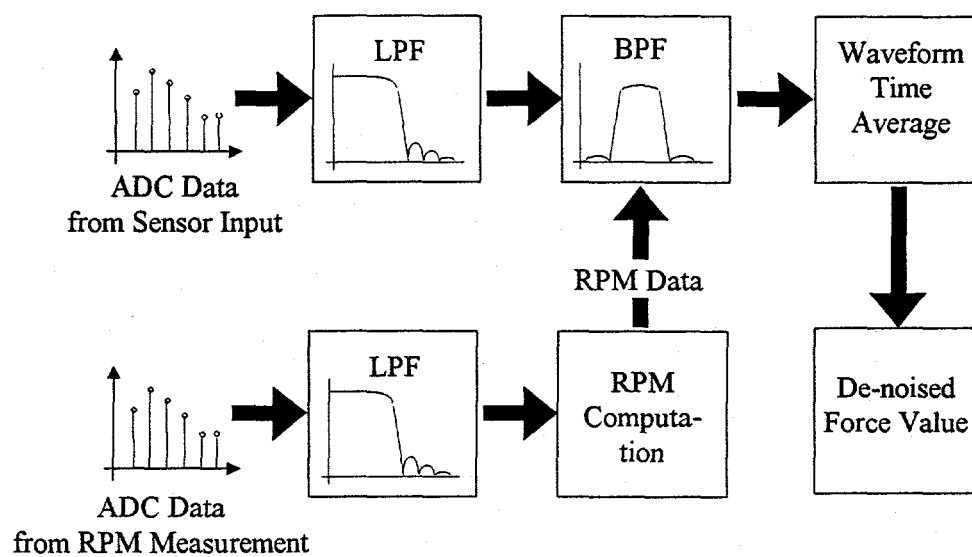 LPF
BPF
Waveform
Time
Average
ADC Data
from Sensor Input
RPM Data
LPF
RPM
Computa-
tion
De-noised
Force Value
ADC Data
from RPM Measurement